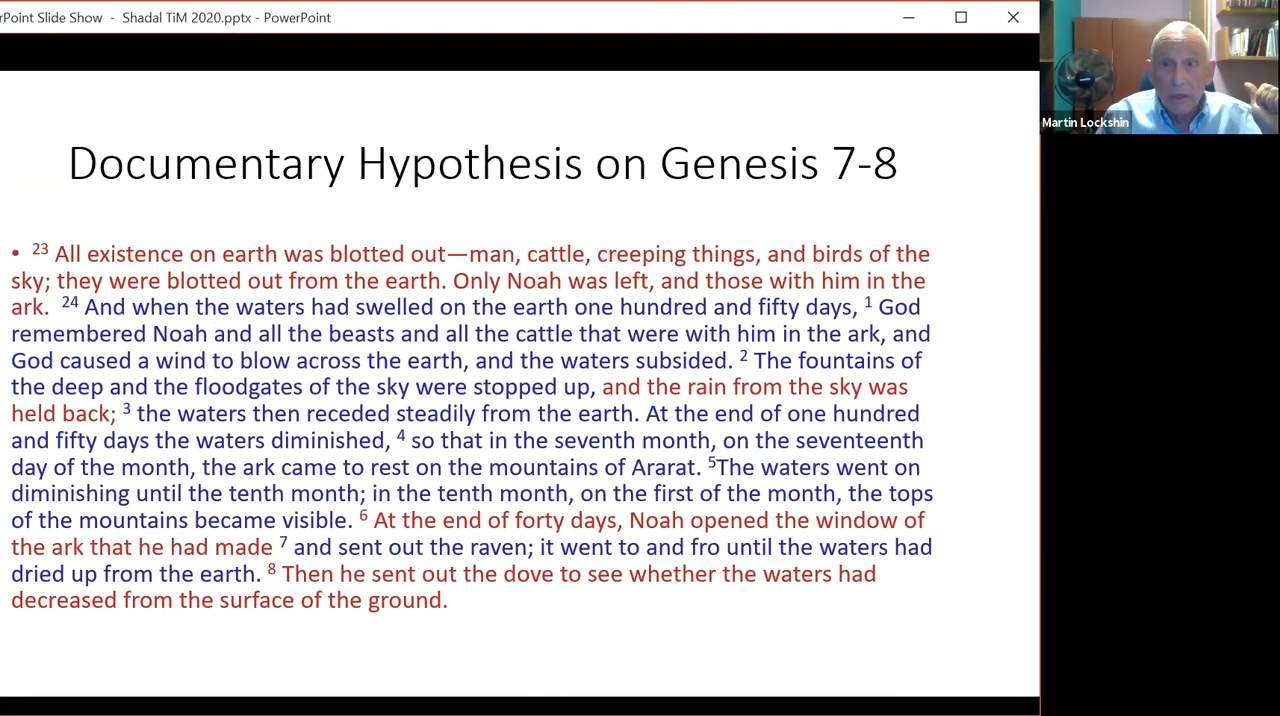 rPoint Slide Show - Shadal TiM 2020.pptx - PowerPoint
Martin Lockshin
Documentary Hypothesis on Genesis 7-8
• 23 All existence on earth was blotted out—man, cattle, creeping things, and birds of the
sky; they were blotted out from the earth. Only Noah was left, and those with him in the
ark. 24 And when the waters had swelled on the earth one hundred and fifty days, 1 God
remembered Noah and all the beasts and all the cattle that were with him in the ark, and
God caused a wind to blow across the earth, and the waters subsided. 2 The fountains of
the deep and the floodgates of the sky were stopped up, and the rain from the sky was
held back; 3 the waters then receded steadily from the earth. At the end of one hundred
and fifty days the waters diminished, 4 so that in the seventh month, on the seventeenth
day of the month, the ark came to rest on the mountains of Ararat. 5The waters went on
diminishing until the tenth month; in the tenth month, on the first of the month, the tops
of the mountains became visible. 6 At the end of forty days, Noah opened the window of
the ark that he had made 7 and sent out the raven; it went to and fro until the waters had
dried up from the earth. 8 Then he sent out the dove to see whether the waters had
decreased from the surface of the ground.